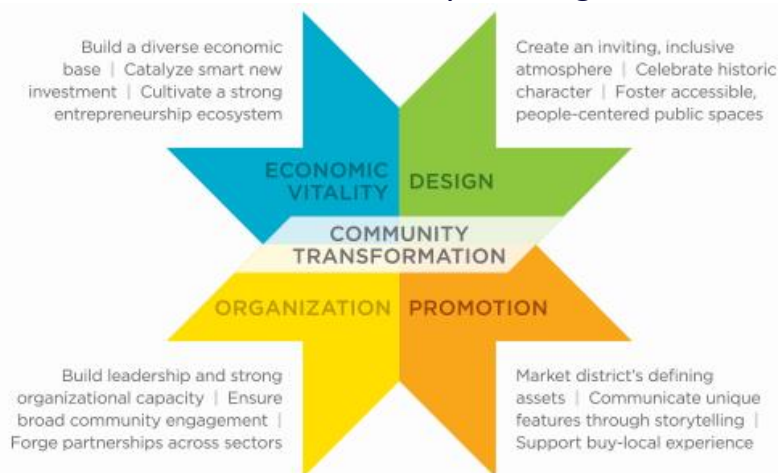 Build a diverse economic
base | Catalyze smart new
investment | Cultivate a strong
entrepreneurship ecosystem
Create an inviting, inclusive
atmosphere | Celebrate historic
character | Foster accessible,
people-centered public spaces
ECONOMIC
VITALITY
DESIGN
COMMUNITY
TRANSFORMATION
ORGANIZATION
PROMOTION
Build leadership and strong
organizational capacity | Ensure
broad community engagement |
Forge partnerships across sectors
Market district's defining
assets | Communicate unique
features through storytelling |
Support buy-local experience